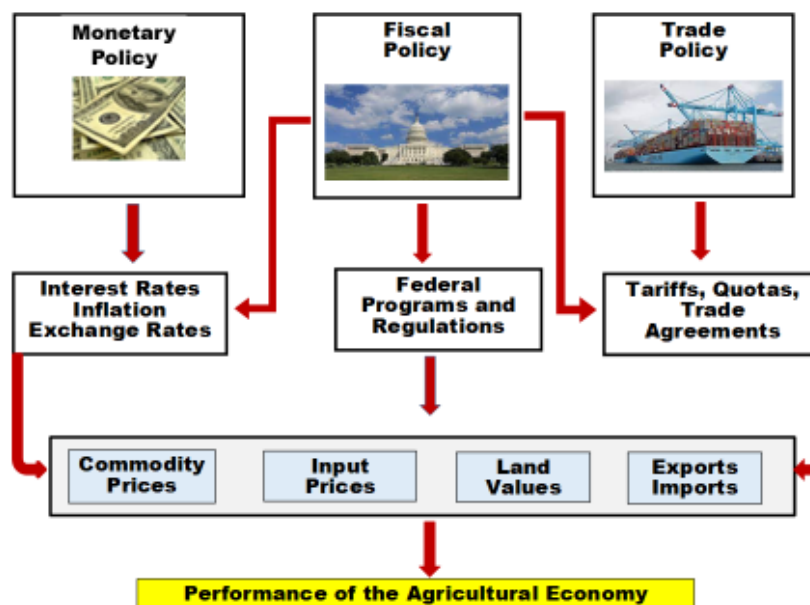 Monetary
Policy
Fiscal
Policy
Trade
Policy
Interest Rates
Inflation
Exchange Rates
Federal
Programs and
Regulations
Tariffs, Quotas,
Trade
Agreements
Commodity
Prices
Input
Prices
Land
Values
Exports
Imports
Performance of the Agricultural Economy